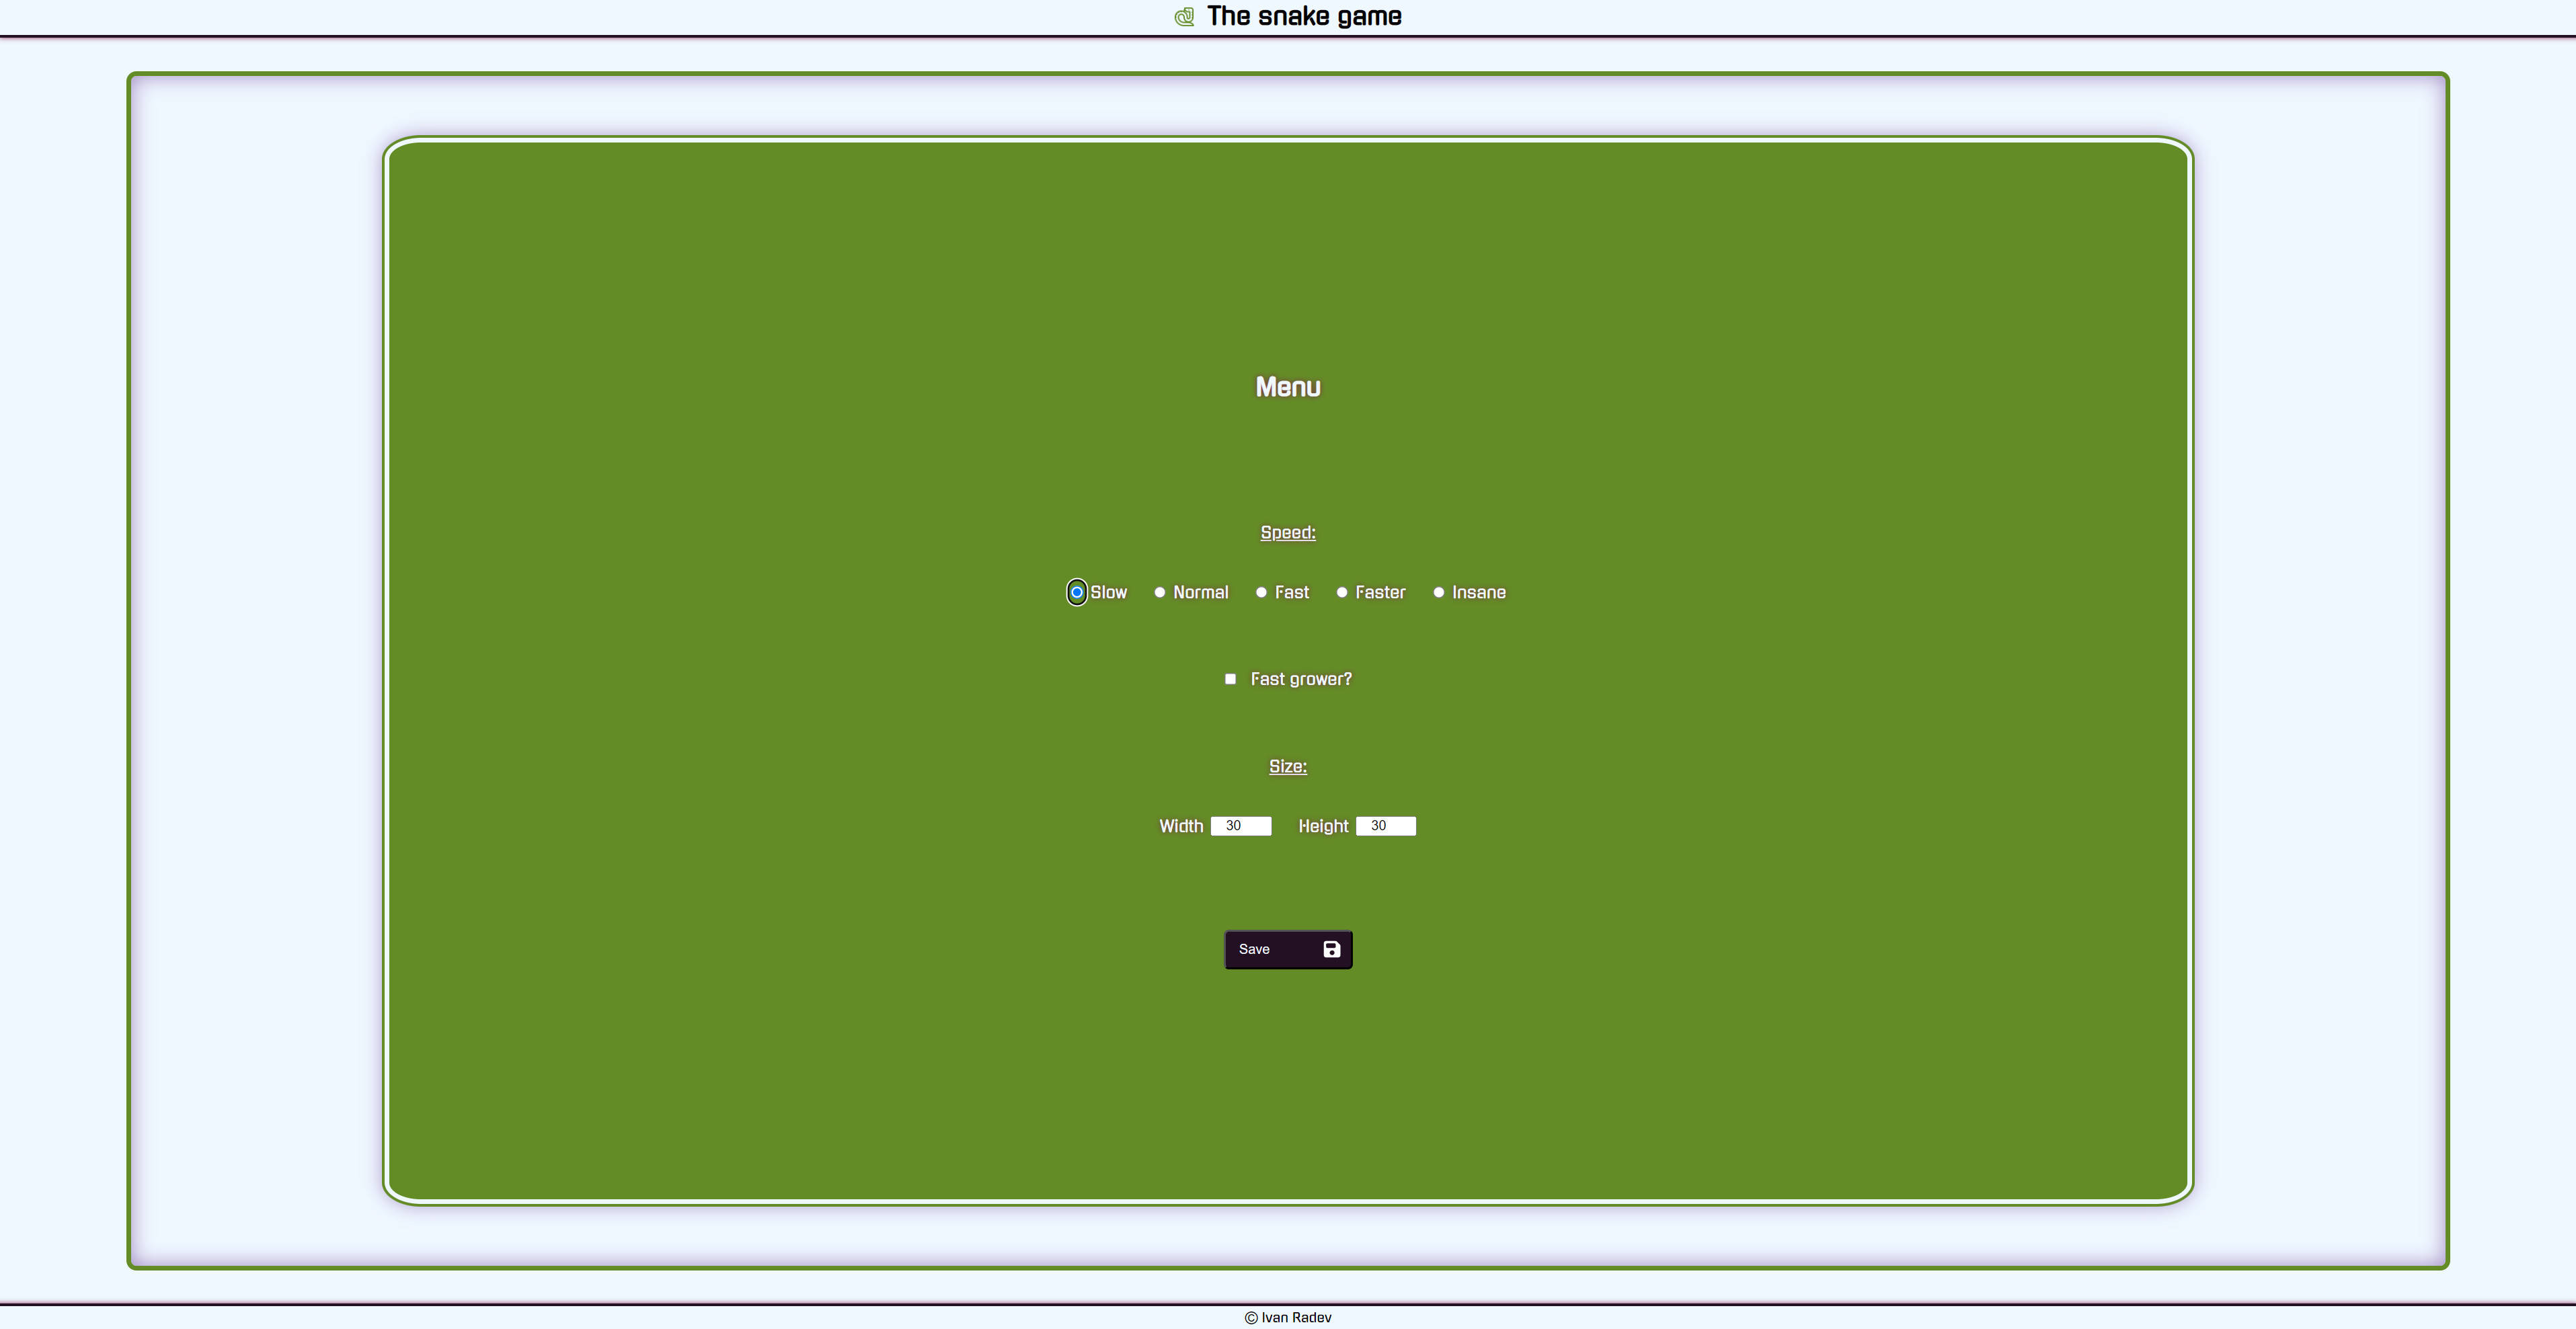 The snake game
Menu
Speed:
Slow Normal Fast Faster Insane
Fast grower?
Size:
Width 30 Height 30
Save
© Ivan Radev